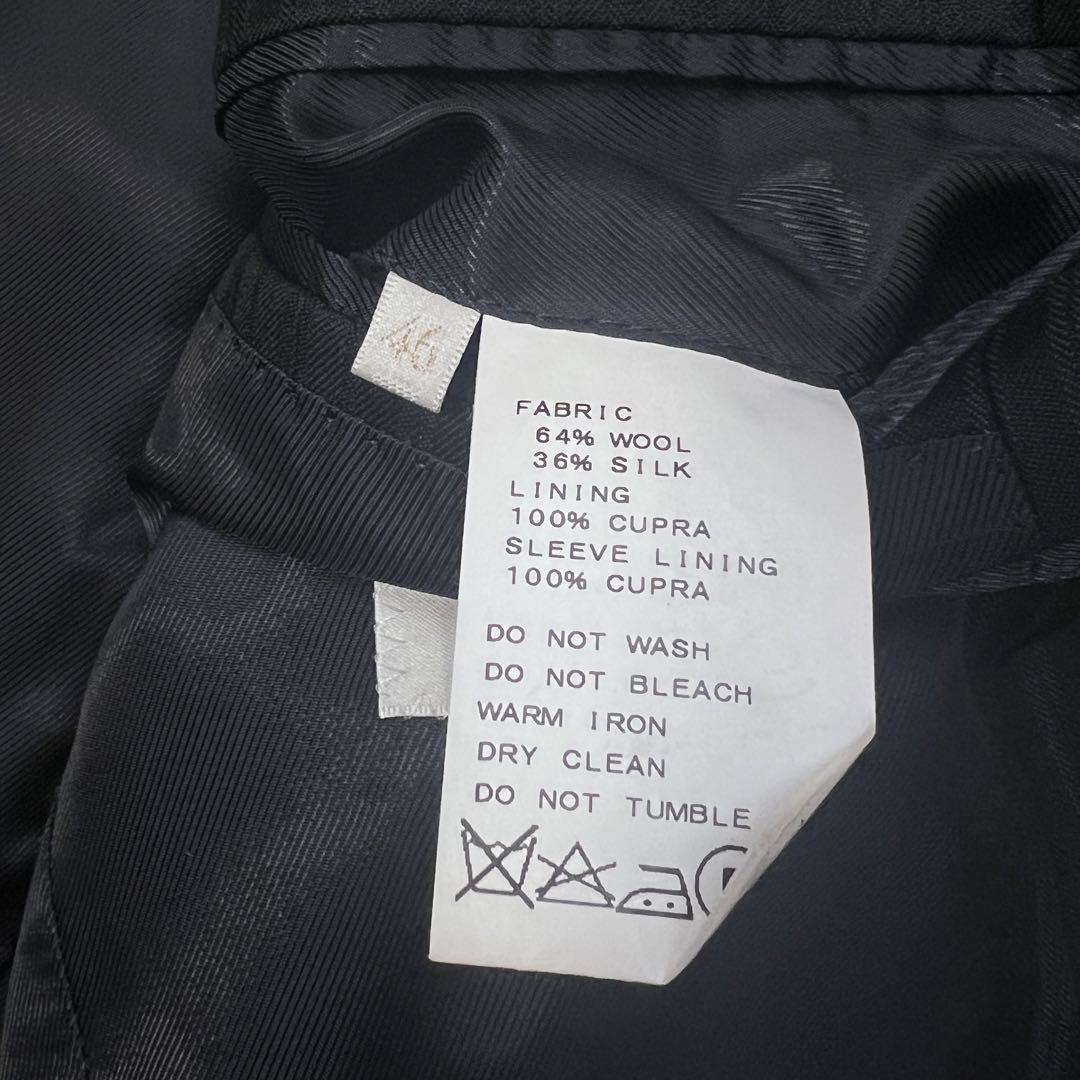 46
FABRIC
64% WOOL
36% SILK
LINING
100% CUPRA
SLEEVE LINING
100% CUPRA
DO NOT WASH
DO NOT BLEACH
WARM IRON
DRY CLEAN
DO NOT TUMBLE